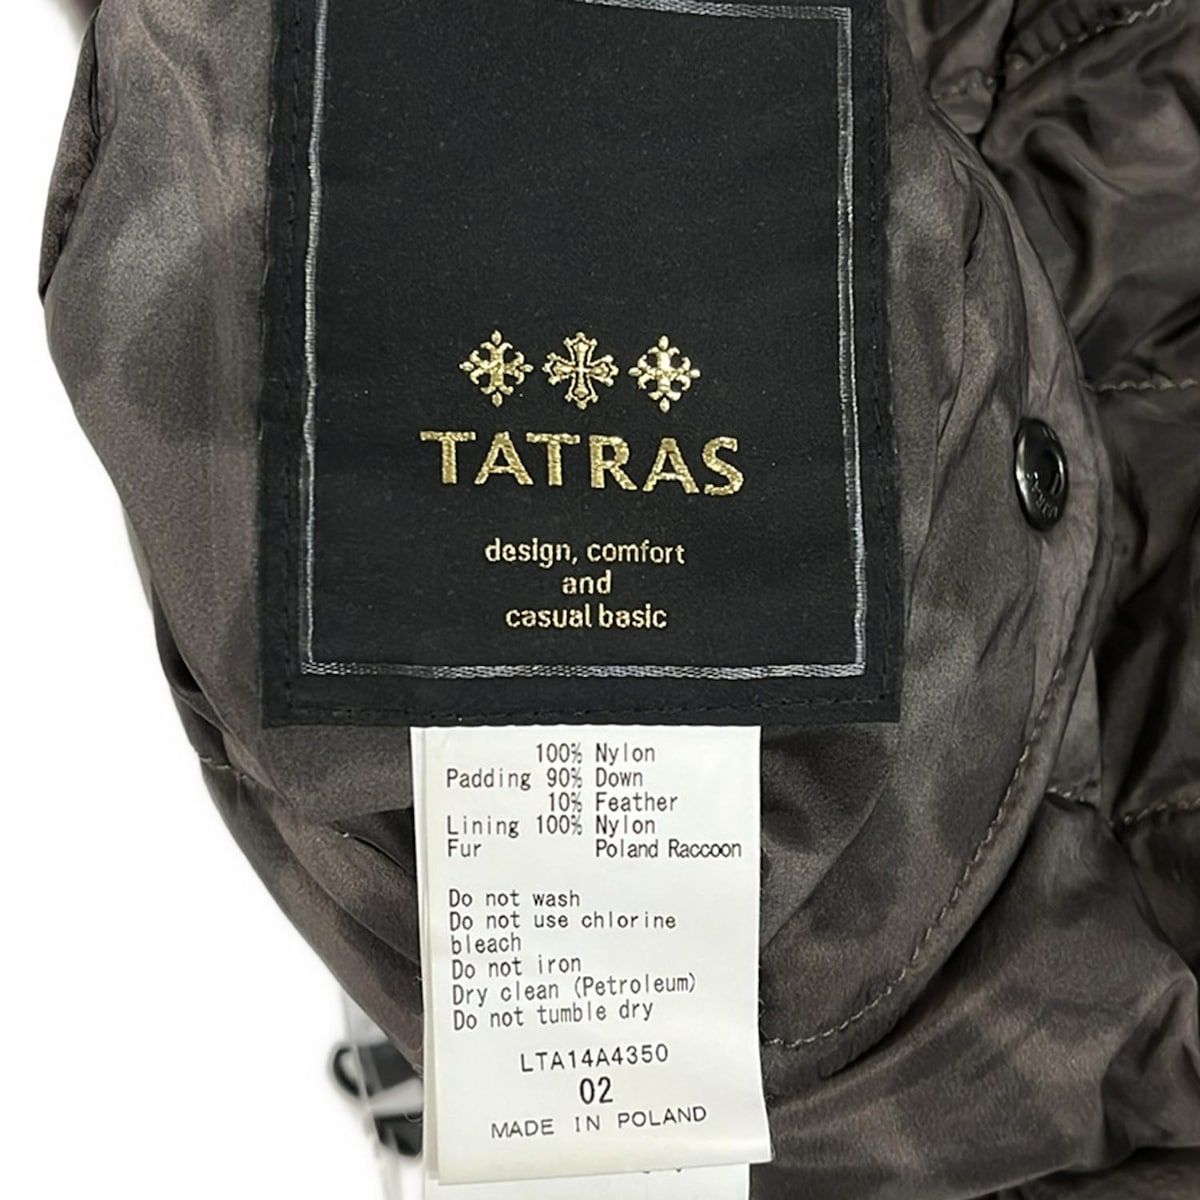 TATRAS
design, comfort
and
casual basic
100% Nylon
Padding 90% Down
10% Feather
Lining 100% Nylon
Fur Poland Raccoon
Do not wash
Do not use chlorine
bleach
Do not iron
Dry clean (Petroleum)
Do not tumble dry
LTA14A4350
02
MADE IN POLAND